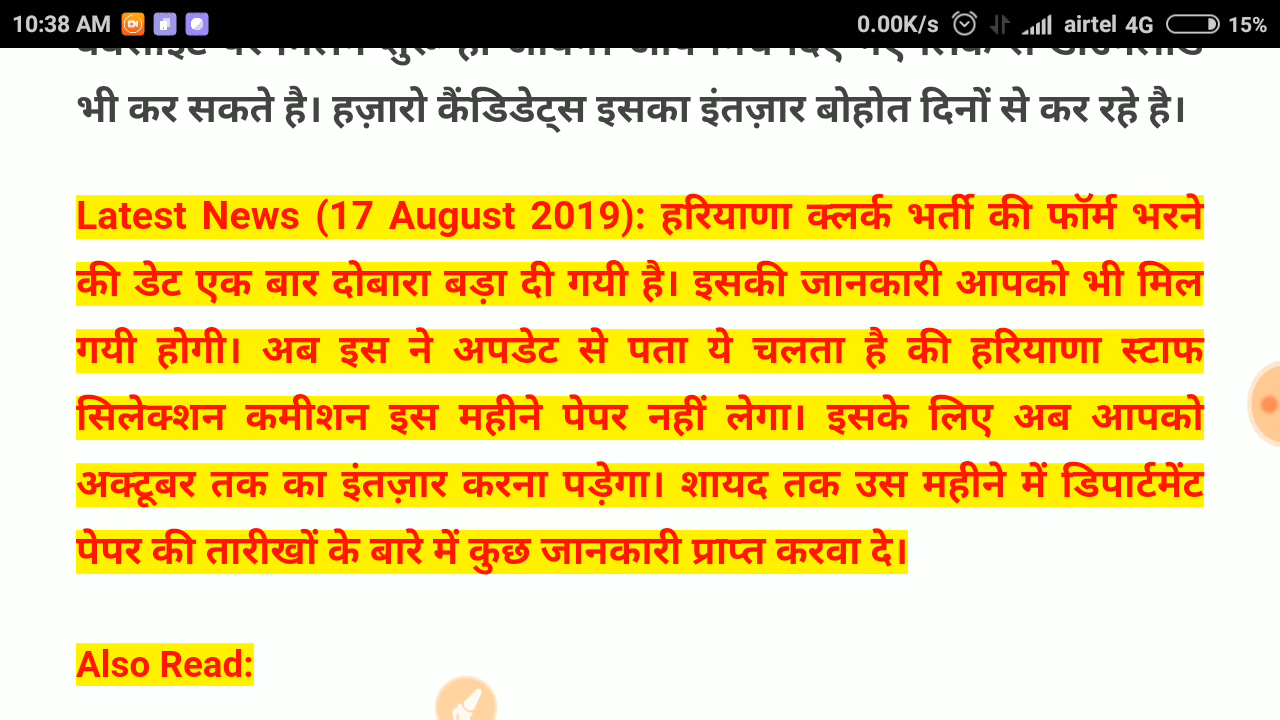 10:38 AM 0.00K/s airtel 4G 15%
भी कर सकते है। हज़ारो कैंडिडेट्स इसका इंतज़ार बोहोत दिनों से कर रहे है।
Latest News (17 August 2019): हरियाणा क्लर्क भर्ती की फॉर्म भरने
की डेट एक बार दोबारा बड़ा दी गयी है। इसकी जानकारी आपको भी मिल
गयी होगी। अब इस ने अपडेट से पता ये चलता है की हरियाणा स्टाफ
सिलेक्शन कमीशन इस महीने पेपर नहीं लेगा। इसके लिए अब आपको
अक्टूबर तक का इंतज़ार करना पड़ेगा। शायद तक उस महीने में डिपार्टमेंट
पेपर की तारीखों के बारे में कुछ जानकारी प्राप्त करवा दे।
Also Read: